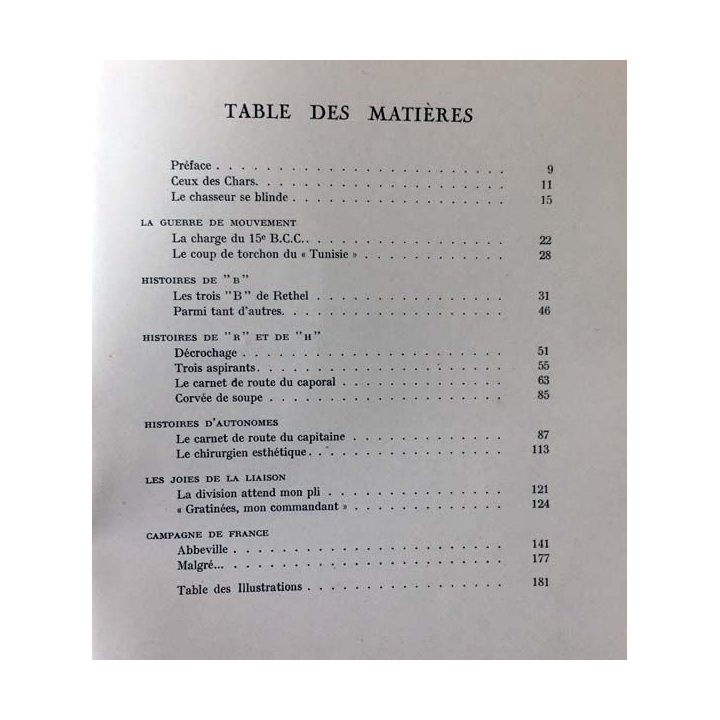 TABLE DES MATIÈRES
Préface . . . . . . . . . . . . . . . . . . . . . 9
Ceux des Chars. . . . . . . . . . . . . . . . . . . 11
Le chasseur se blinde . . . . . . . . . . . . . . . . 15
LA GUERRE DE MOUVEMENT
La charge du 15e B.C.C.. . . . . . . . . . . . . . . 22
Le coup de torchon du « Tunisie » . . . . . . . . . . . 28
HISTOIRES DE "B"
Les trois "B" de Rethel . . . . . . . . . . . . . . . 31
Parmi tant d'autres. . . . . . . . . . . . . . . . . 46
HISTOIRES DE "R" ET DE "H"
Décrochage . . . . . . . . . . . . . . . . . . . . 51
Trois aspirants. . . . . . . . . . . . . . . . . . . 55
Le carnet de route du caporal . . . . . . . . . . . . . 63
Corvée de soupe . . . . . . . . . . . . . . . . . . 85
HISTOIRES D'AUTONOMES
Le carnet de route du capitaine . . . . . . . . . . . . 87
Le chirurgien esthétique. . . . . . . . . . . . . . . 113
LES JOIES DE LA LIAISON
La division attend mon pli . . . . . . . . . . . . . . 121
« Gratinées, mon commandant » . . . . . . . . . . . . 124
CAMPAGNE DE FRANCE
Abbeville . . . . . . . . . . . . . . . . . . . . . 141
Malgré... . . . . . . . . . . . . . . . . . . . . . 177
Table des Illustrations . . . . . . . . . . . . . . . 181